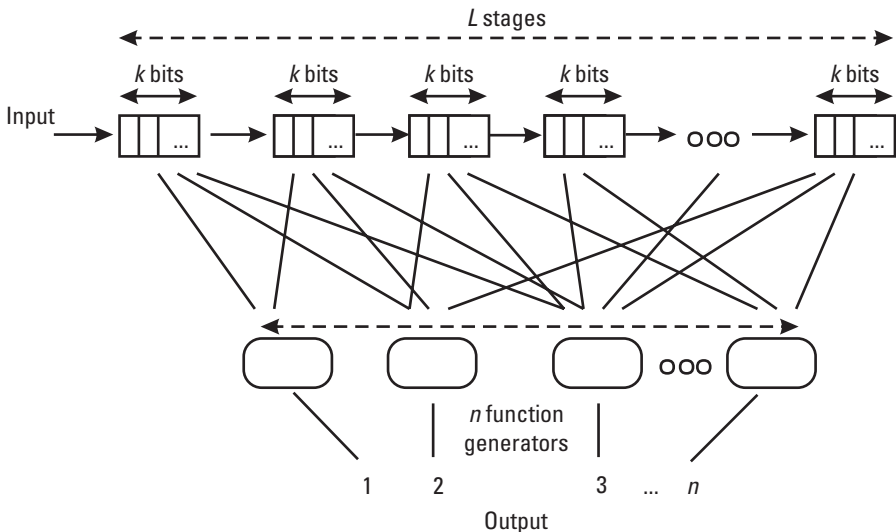 L stages
k bits k bits k bits k bits k bits
Input
... ... ... ... ...
n function
generators
1 2 3 ... n
Output